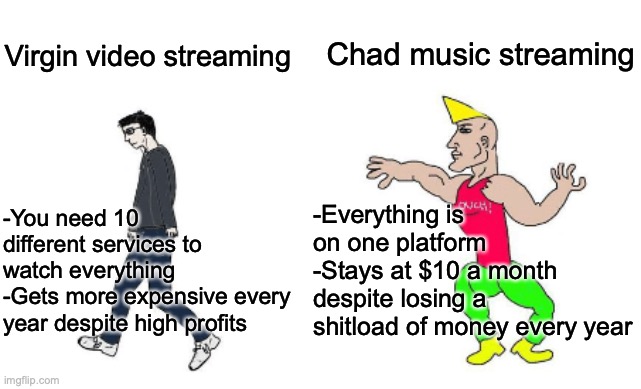 Virgin video streaming
Chad music streaming
-You need 10
different services to
watch everything
-Gets more expensive every
year despite high profits
-Everything is
on one platform
-Stays at $10 a month
despite losing a
shitload of money every year
imgflip.com